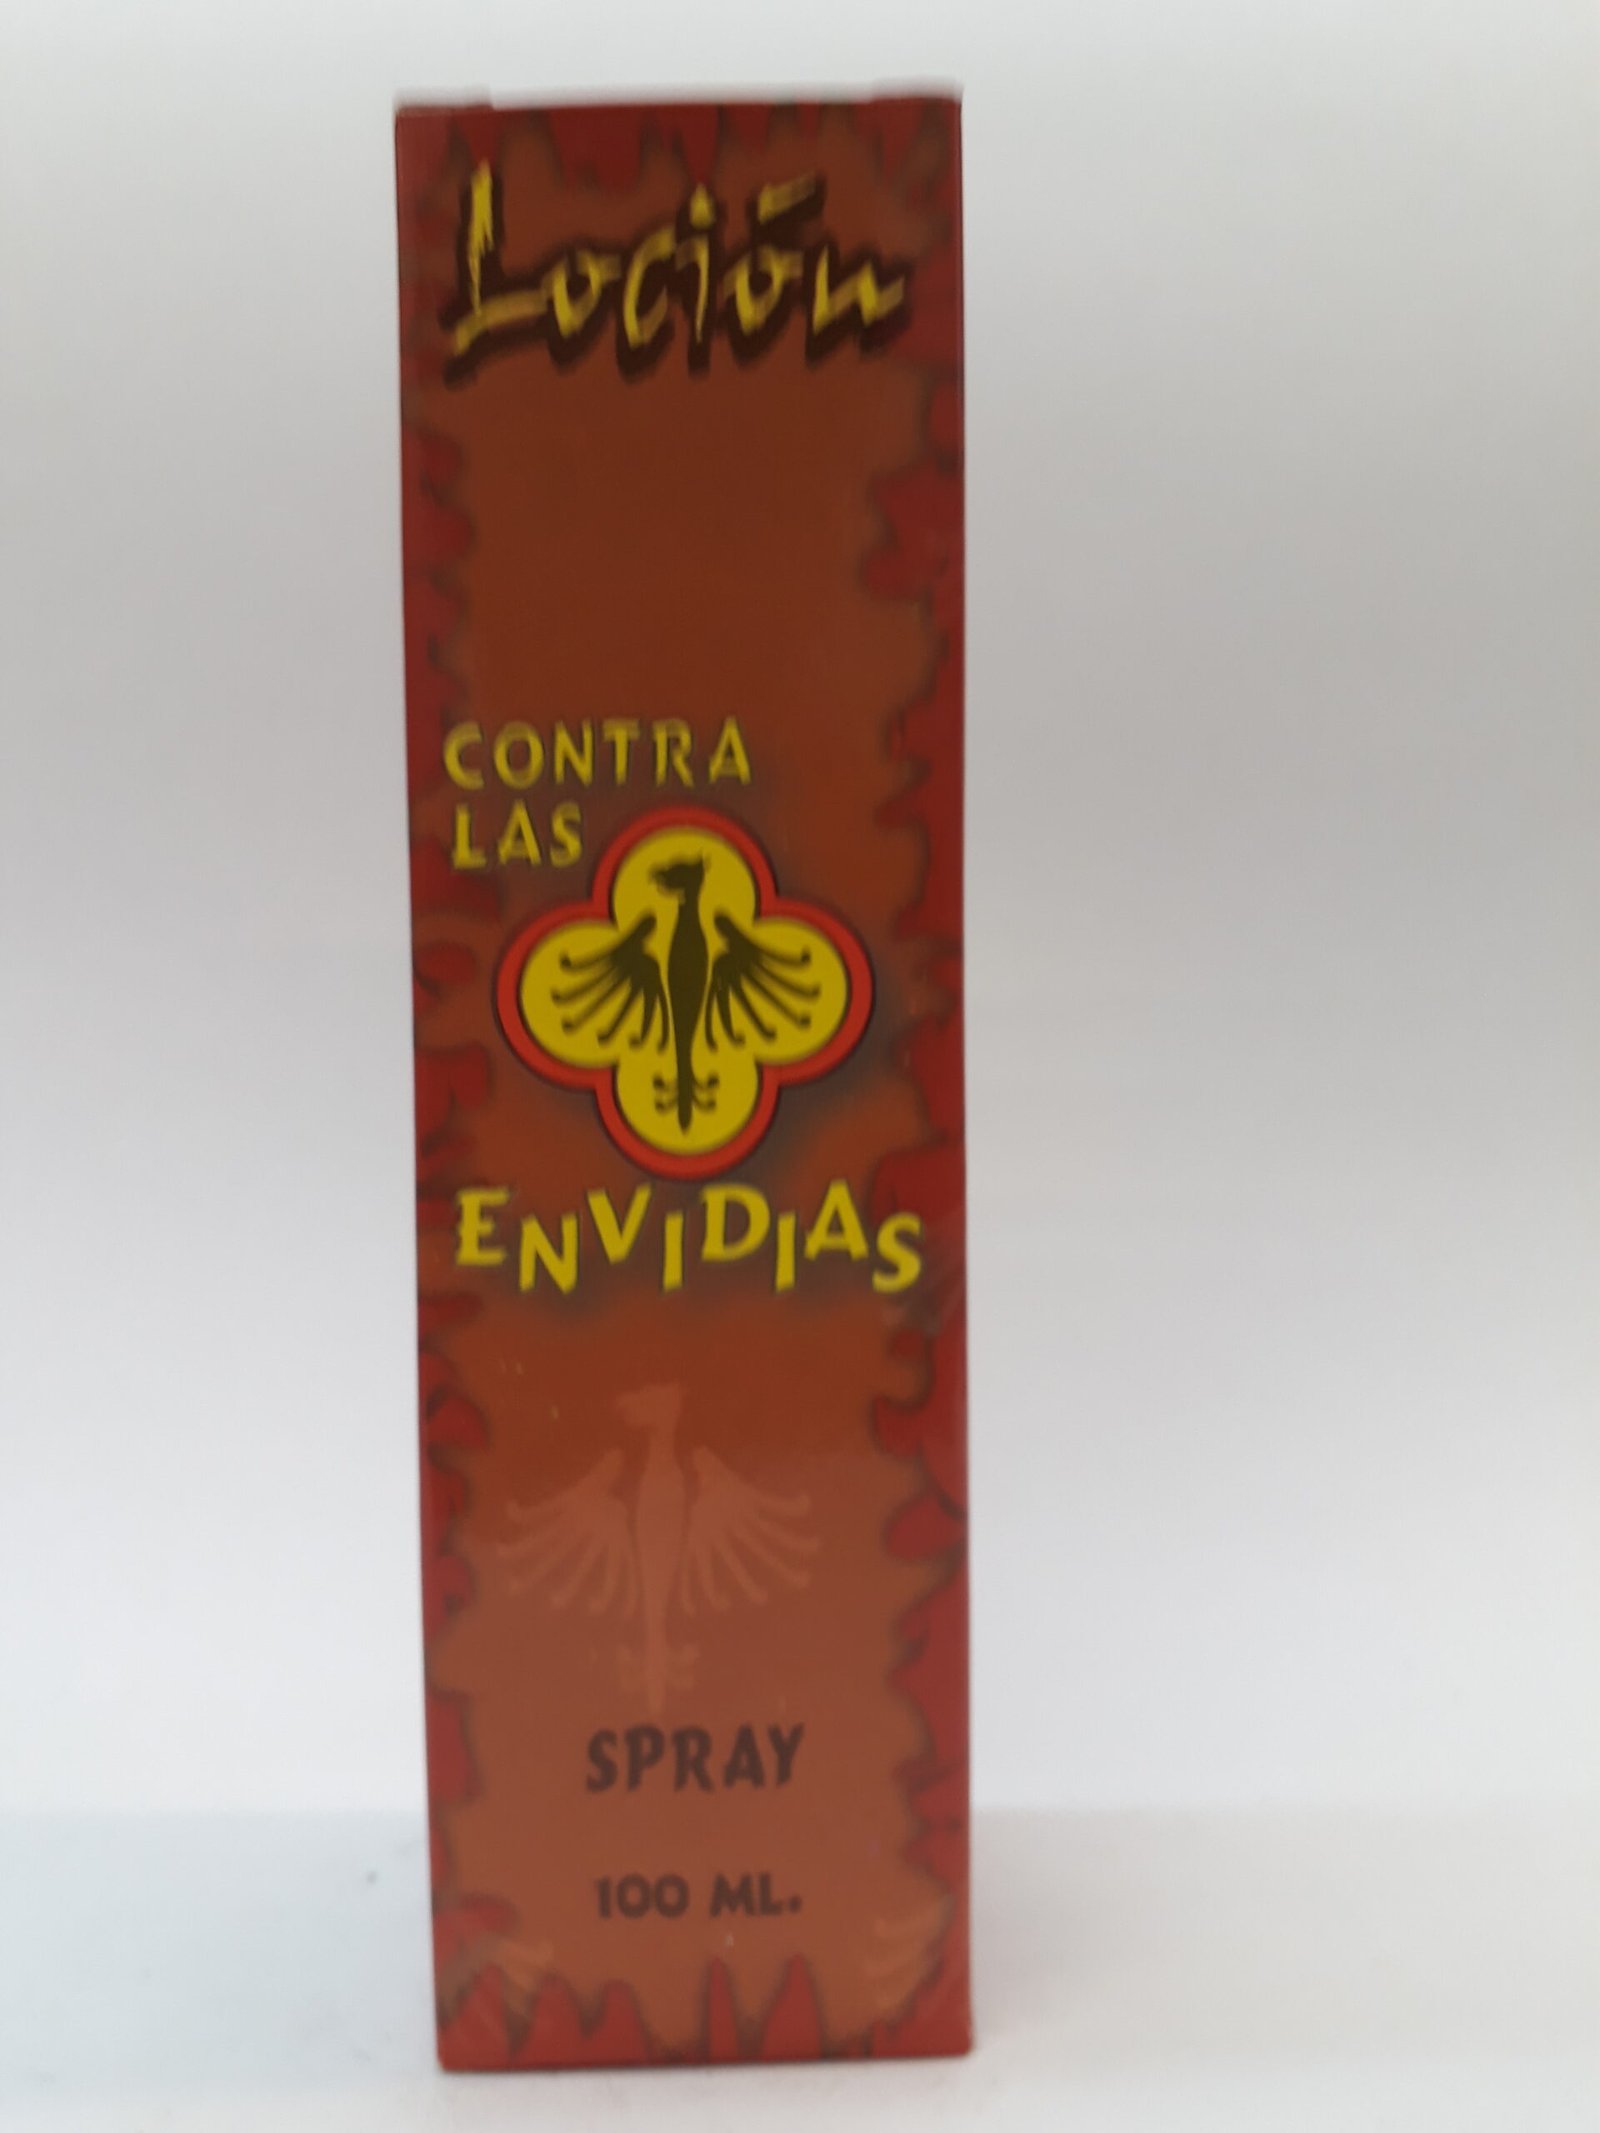 Loción
CONTRA
LAS
ENVIDIAS
SPRAY
100 ML.